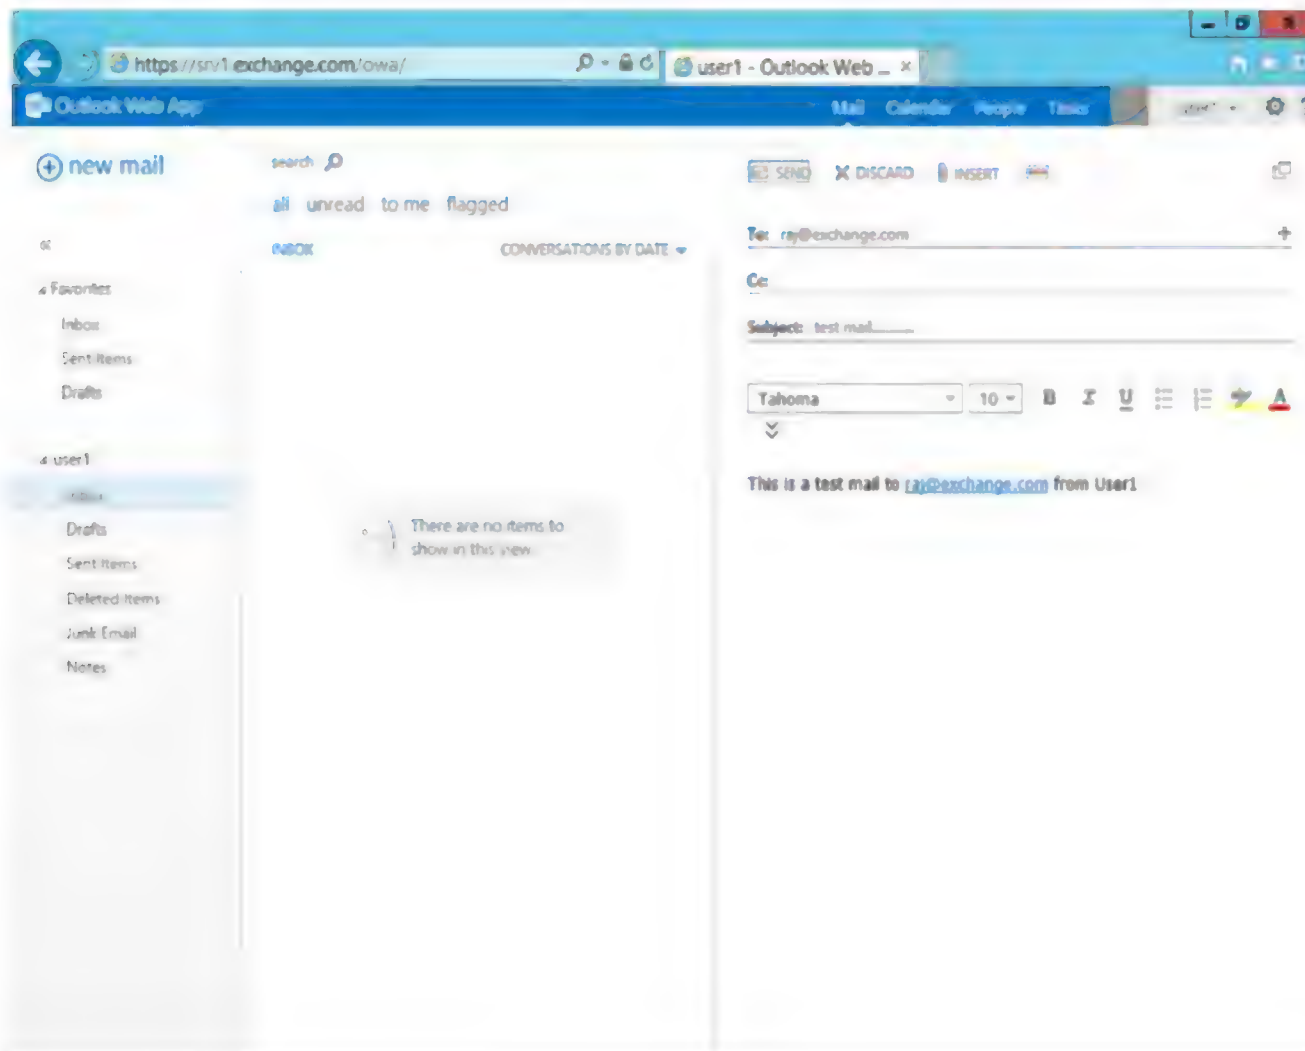 https://srv1.exchange.com/owa/
user1 - Outlook Web ...
Outlook Web App
Mail Calendar People Tasks
user1
new mail
search
all unread to me flagged
INBOX CONVERSATIONS BY DATE
Favorites
Inbox
Sent Items
Drafts
user1
Inbox
Drafts
Sent Items
Deleted Items
Junk Email
Notes
There are no items to
show in this view.
SEND DISCARD INSERT
To: raj@exchange.com
Cc:
Subject: test mail..........
Tahoma 10 B I U A
This is a test mail to raj@exchange.com from User1